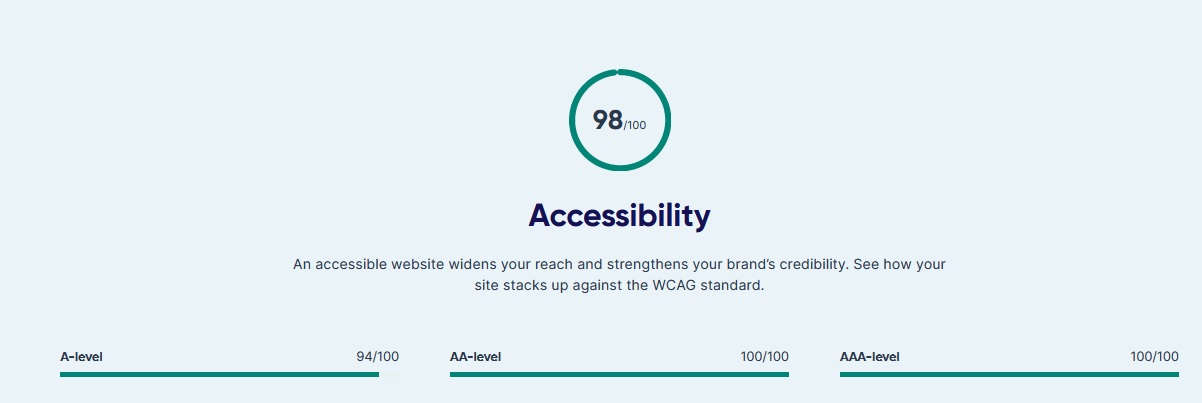 98/100
Accessibility
An accessible website widens your reach and strengthens your brand’s credibility. See how your
site stacks up against the WCAG standard.
A-level 94/100 AA-level 100/100 AAA-level 100/100